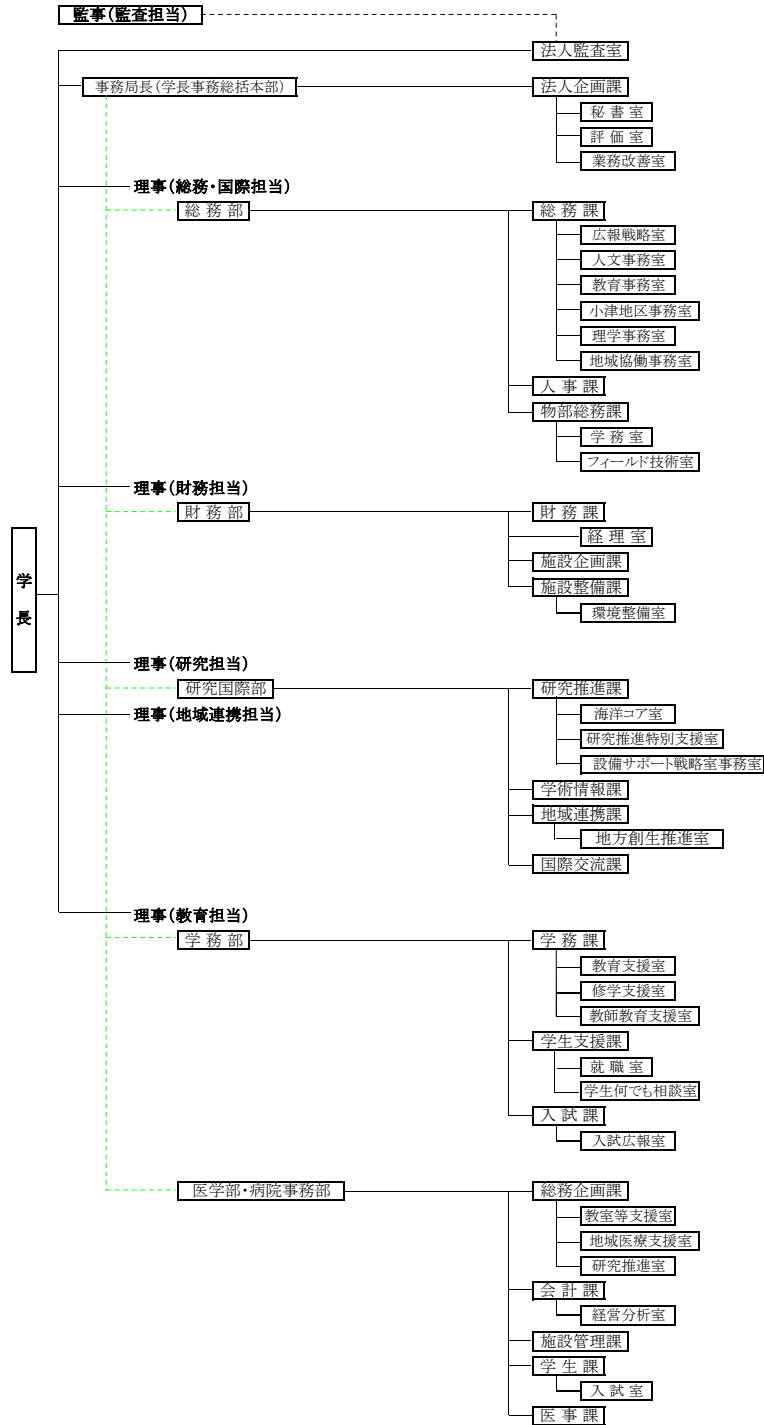 監事(監査担当)
法人監査室
事務局長(学長事務総括本部)
法人企画課
秘書室
評価室
業務改善室
理事(総務・国際担当)
総務部
総務課
広報戦略室
人文事務室
教育事務室
小津地区事務室
理学事務室
地域協働事務室
人事課
物部総務課
学務室
フィールド技術室
理事(財務担当)
財務部
財務課
経理室
施設企画課
施設整備課
環境整備室
学長
理事(研究担当)
研究国際部
研究推進課
理事(地域連携担当)
海洋コア室
研究推進特別支援室
設備サポート戦略室事務室
学術情報課
地域連携課
地方創生推進室
国際交流課
理事(教育担当)
学務部
学務課
教育支援室
修学支援室
教師教育支援室
学生支援課
就職室
学生何でも相談室
入試課
入試広報室
医学部・病院事務部
総務企画課
教室等支援室
地域医療支援室
研究推進室
会計課
経営分析室
施設管理課
学生課
入試室
医事課